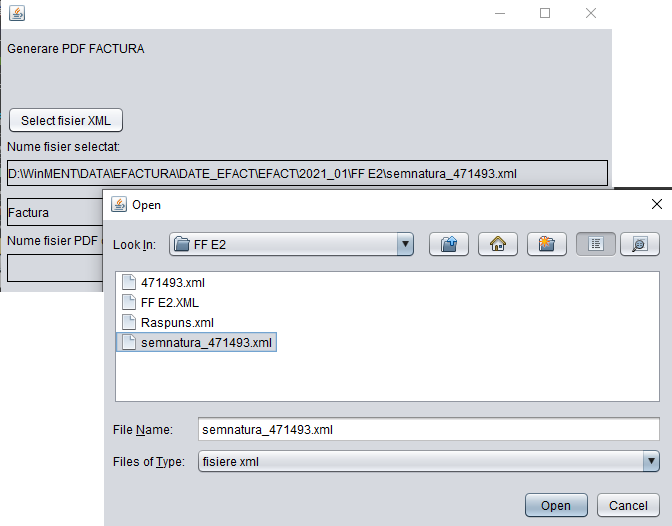 Generare PDF FACTURA
Select fisier XML
Nume fisier selectat:
D:\WinMENT\DATA\EFACTURA\DATE_EFACT\EFACT\2021_01\FF E2\semnatura_471493.xml
Factura
Nume fisier PDF
Open
Look In:
FF E2
471493.xml
FF E2.XML
Raspuns.xml
semnatura_471493.xml
File Name:
semnatura_471493.xml
Files of Type:
fisiere xml
Open
Cancel